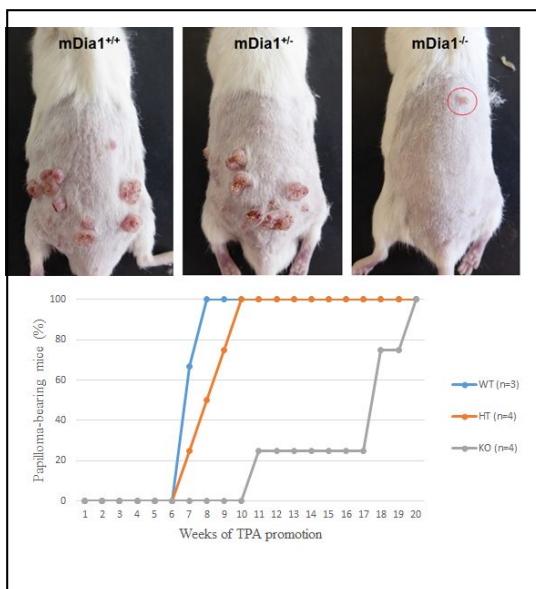 mDia1+/+
mDia1+/-
mDia1-/-
Papilloma-bearing mice (%)
100
80
60
40
20
0
1 2 3 4 5 6 7 8 9 10 11 12 13 14 15 16 17 18 19 20
Weeks of TPA promotion
WT (n=3)
HT (n=4)
KO (n=4)